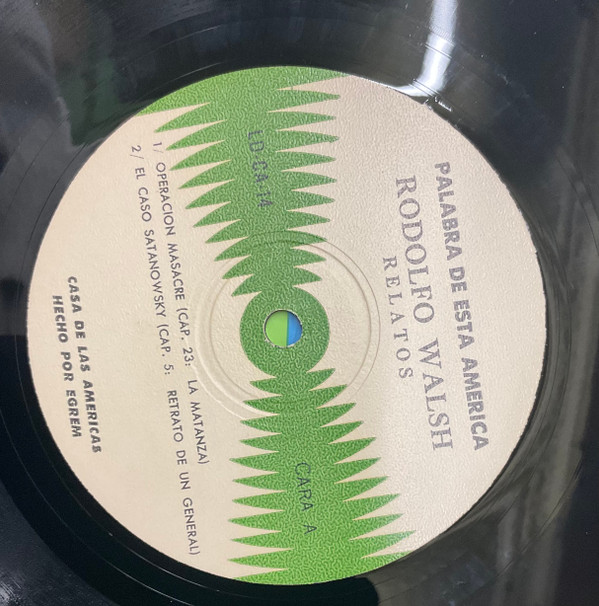 PALABRA DE ESTA AMERICA
RODOLFO WALSH
RELATOS
LD-CA-14
CARA A
1/ OPERACION MASACRE (CAP. 23: LA MATANZA)
2/ EL CASO SATANOWSKY (CAP. 5: RETRATO DE UN GENERAL)
CASA DE LAS AMERICAS
HECHO POR EGREM